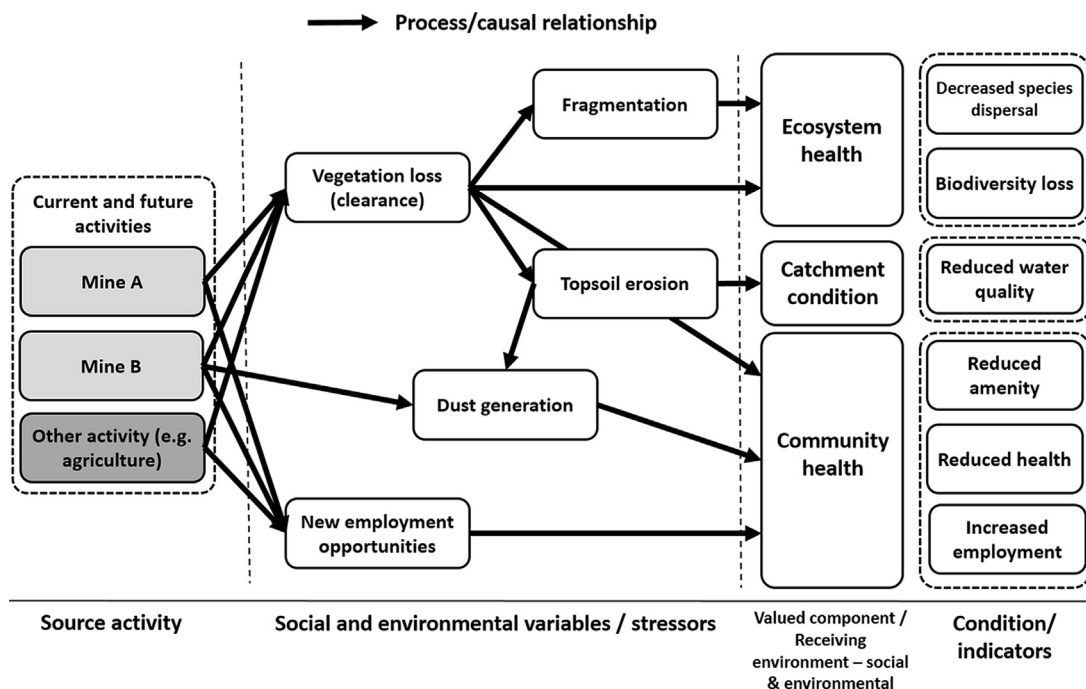 Process/causal relationship
Current and future
activities
Mine A
Mine B
Other activity (e.g.
agriculture)
Vegetation loss
(clearance)
Fragmentation
Topsoil erosion
Dust generation
New employment
opportunities
Ecosystem
health
Catchment
condition
Community
health
Decreased species
dispersal
Biodiversity loss
Reduced water
quality
Reduced
amenity
Reduced health
Increased
employment
Source activity
Social and environmental variables / stressors
Valued component /
Receiving
environment – social
& environmental
Condition/
indicators